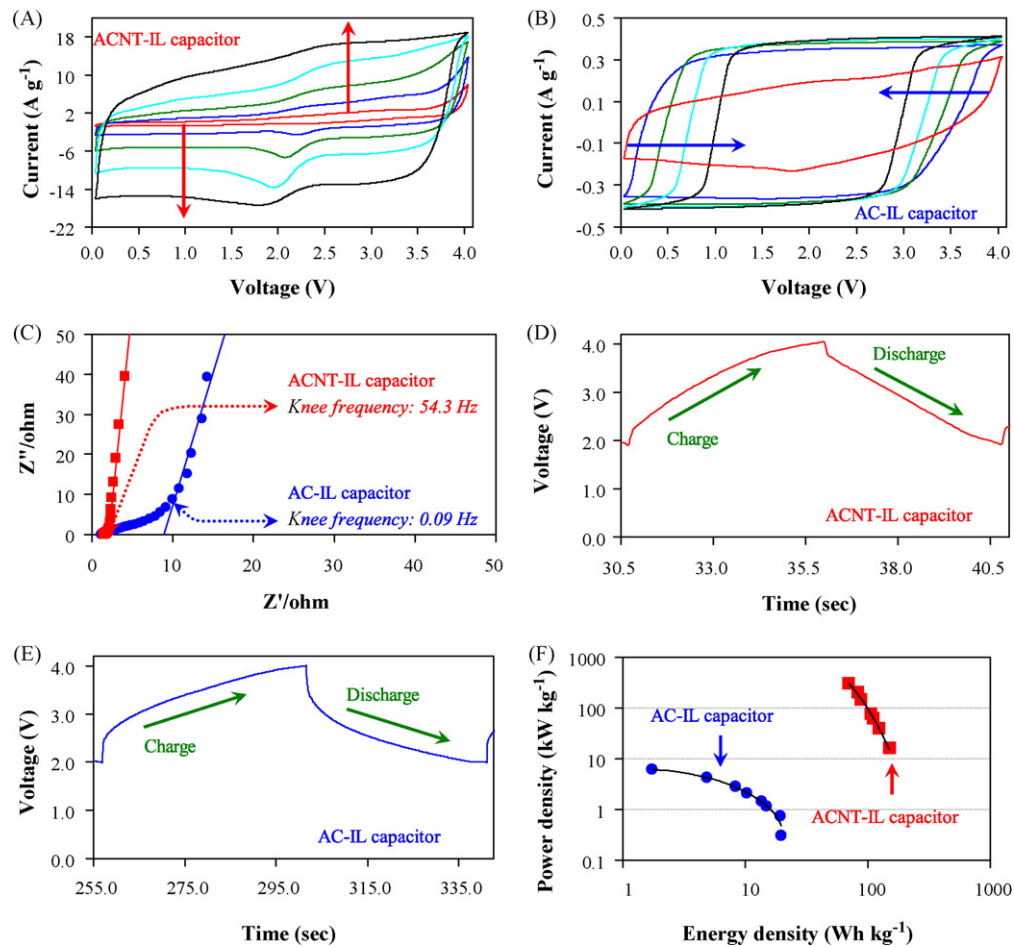 (A)
ACNT-IL capacitor
Current (A g⁻¹)
18
10
2
-6
-14
-22
0.0 1.0 1.5 2.0 2.5 3.0 3.5 4.0
Voltage (V)
(B)
Current (A g⁻¹)
0.5
0.3
0.1
-0.1
-0.3
-0.5
AC-IL capacitor
0.0 0.5 1.0 1.5 2.0 2.5 3.0 3.5 4.0
Voltage (V)
(C)
Z''/ohm
50
40
30
20
10
0
ACNT-IL capacitor
Knee frequency: 54.3 Hz
AC-IL capacitor
Knee frequency: 0.09 Hz
0 10 20 30 40 50
Z'/ohm
(D)
Voltage (V)
4.0
3.0
2.0
1.0
0.0
Charge
Discharge
ACNT-IL capacitor
30.5 33.0 35.5 38.0 40.5
Time (sec)
(E)
Voltage (V)
4.0
3.0
2.0
1.0
0.0
Charge
Discharge
AC-IL capacitor
255.0 275.0 295.0 315.0 335.0
Time (sec)
(F)
Power density (kW kg⁻¹)
1000
100
10
1
0.1
AC-IL capacitor
ACNT-IL capacitor
1 10 100 1000
Energy density (Wh kg⁻¹)